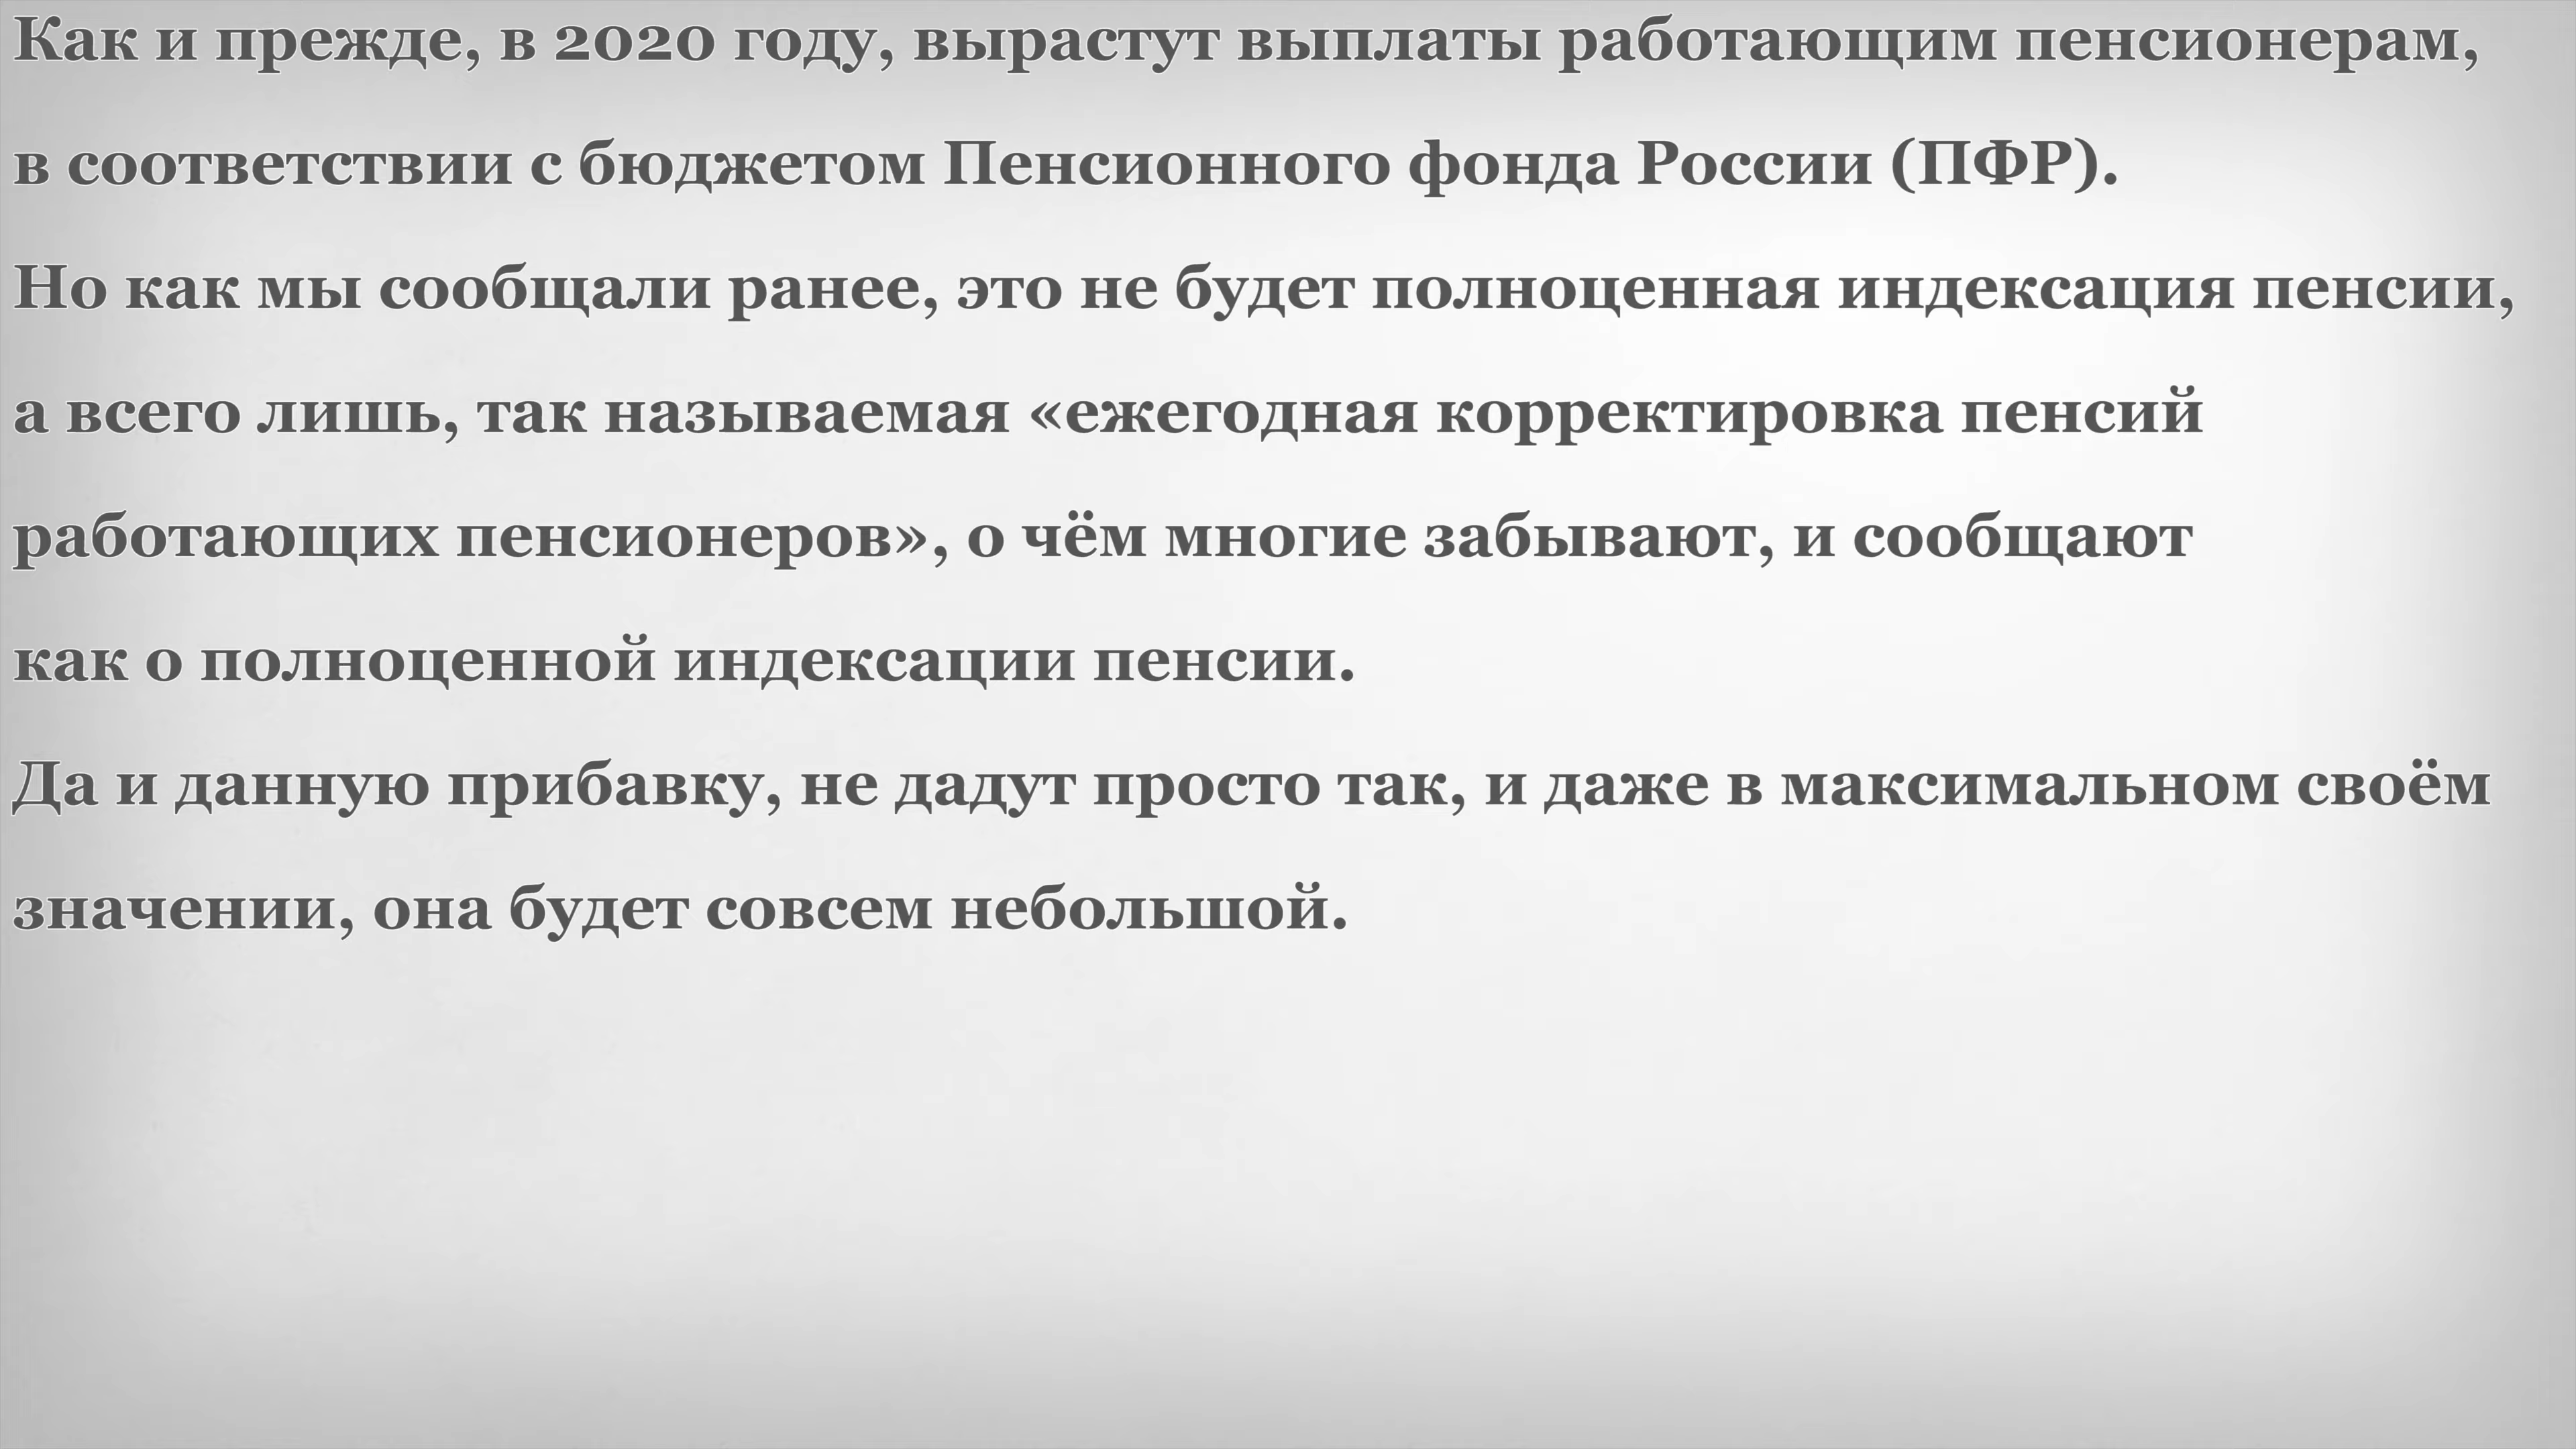 Как и прежде, в 2020 году, вырастут выплаты работающим пенсионерам,
в соответствии с бюджетом Пенсионного фонда России (ПФР).
Но как мы сообщали ранее, это не будет полноценная индексация пенсии,
а всего лишь, так называемая «ежегодная корректировка пенсий
работающих пенсионеров», о чём многие забывают, и сообщают
как о полноценной индексации пенсии.
Да и данную прибавку, не дадут просто так, и даже в максимальном своём
значении, она будет совсем небольшой.